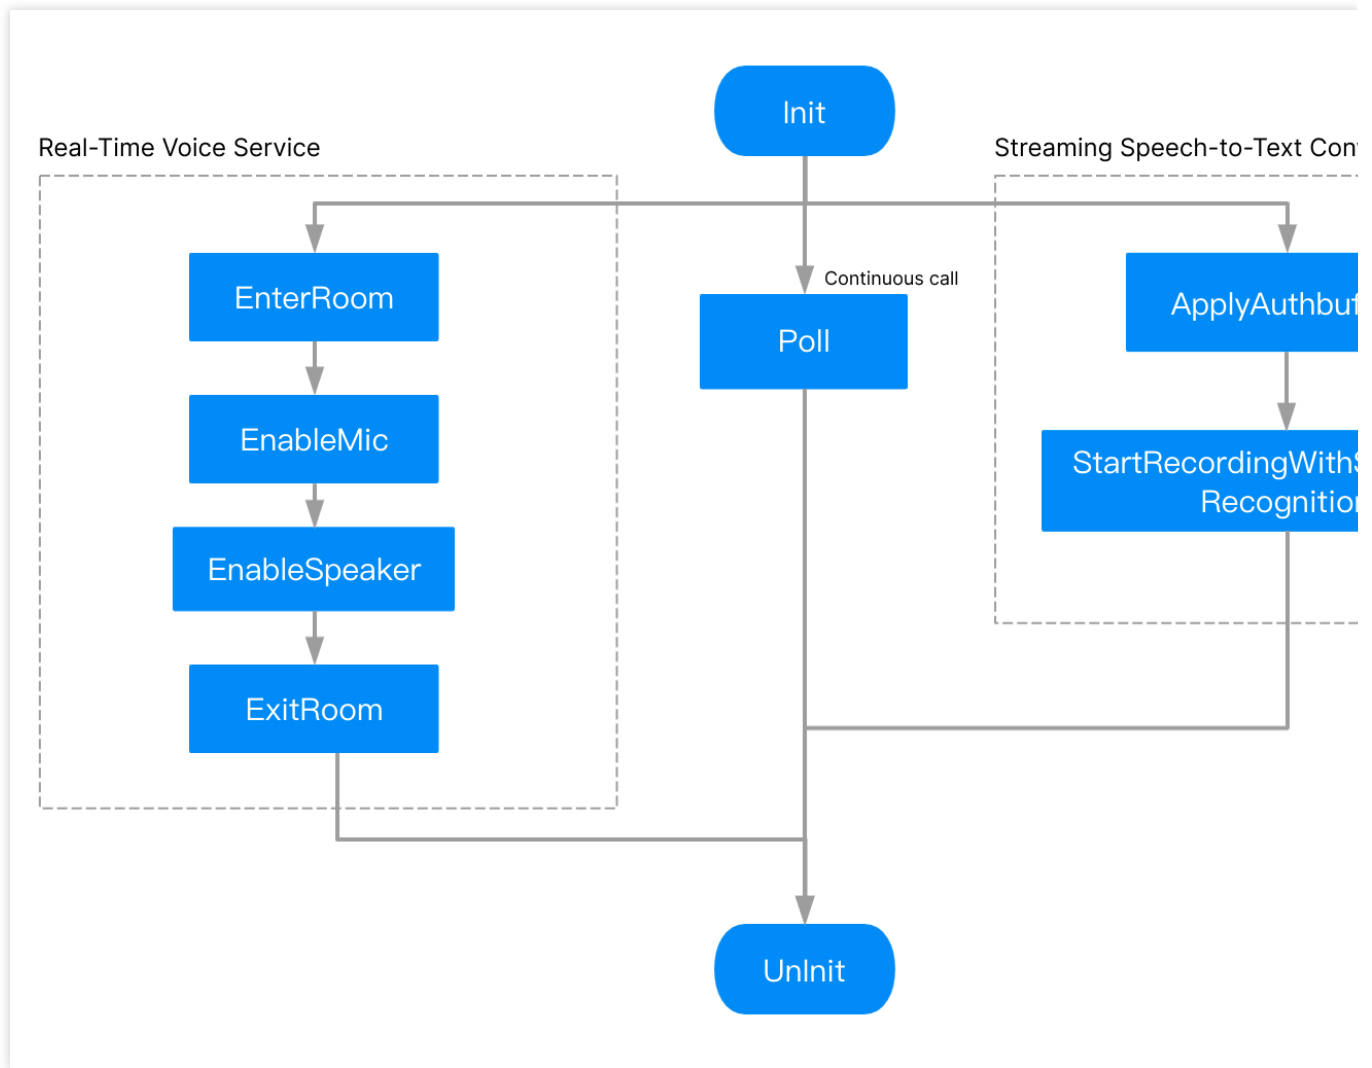 Init
Real-Time Voice Service
Streaming Speech-to-Text
EnterRoom
Continuous call
Poll
EnableMic
EnableSpeaker
ExitRoom
UnInit